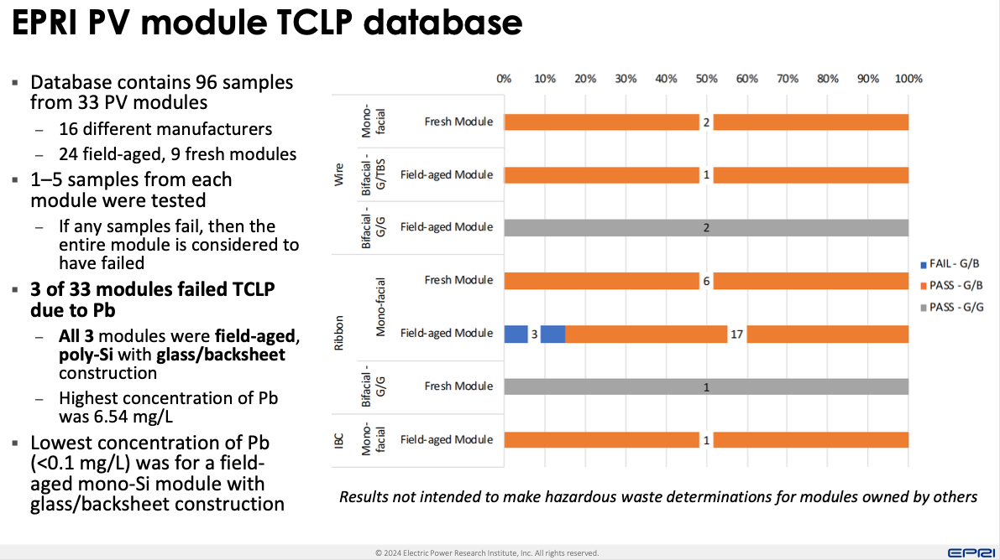 EPRI PV module TCLP database
▪ Database contains 96 samples
from 33 PV modules
– 16 different manufacturers
– 24 field-aged, 9 fresh modules
▪ 1–5 samples from each
module were tested
– If any samples fail, then the
entire module is considered to
have failed
▪ 3 of 33 modules failed TCLP
due to Pb
– All 3 modules were field-aged,
poly-Si with glass/backsheet
construction
– Highest concentration of Pb
was 6.54 mg/L
▪ Lowest concentration of Pb
(<0.1 mg/L) was for a field-
aged mono-Si module with
glass/backsheet construction
0% 10% 20% 30% 40% 50% 60% 70% 80% 90% 100%
Wire
Mono-
facial
Fresh Module
2
Bifacial -
G/TBS
Field-aged Module
1
Bifacial -
G/G
Field-aged Module
2
Ribbon
Mono-facial
Fresh Module
6
Field-aged Module
3 17
Bifacial -
G/G
Fresh Module
1
IBC
Mono-
facial
Field-aged Module
1
FAIL - G/B
PASS - G/B
PASS - G/G
Results not intended to make hazardous waste determinations for modules owned by others
© 2024 Electric Power Research Institute, Inc. All rights reserved.
EPRI